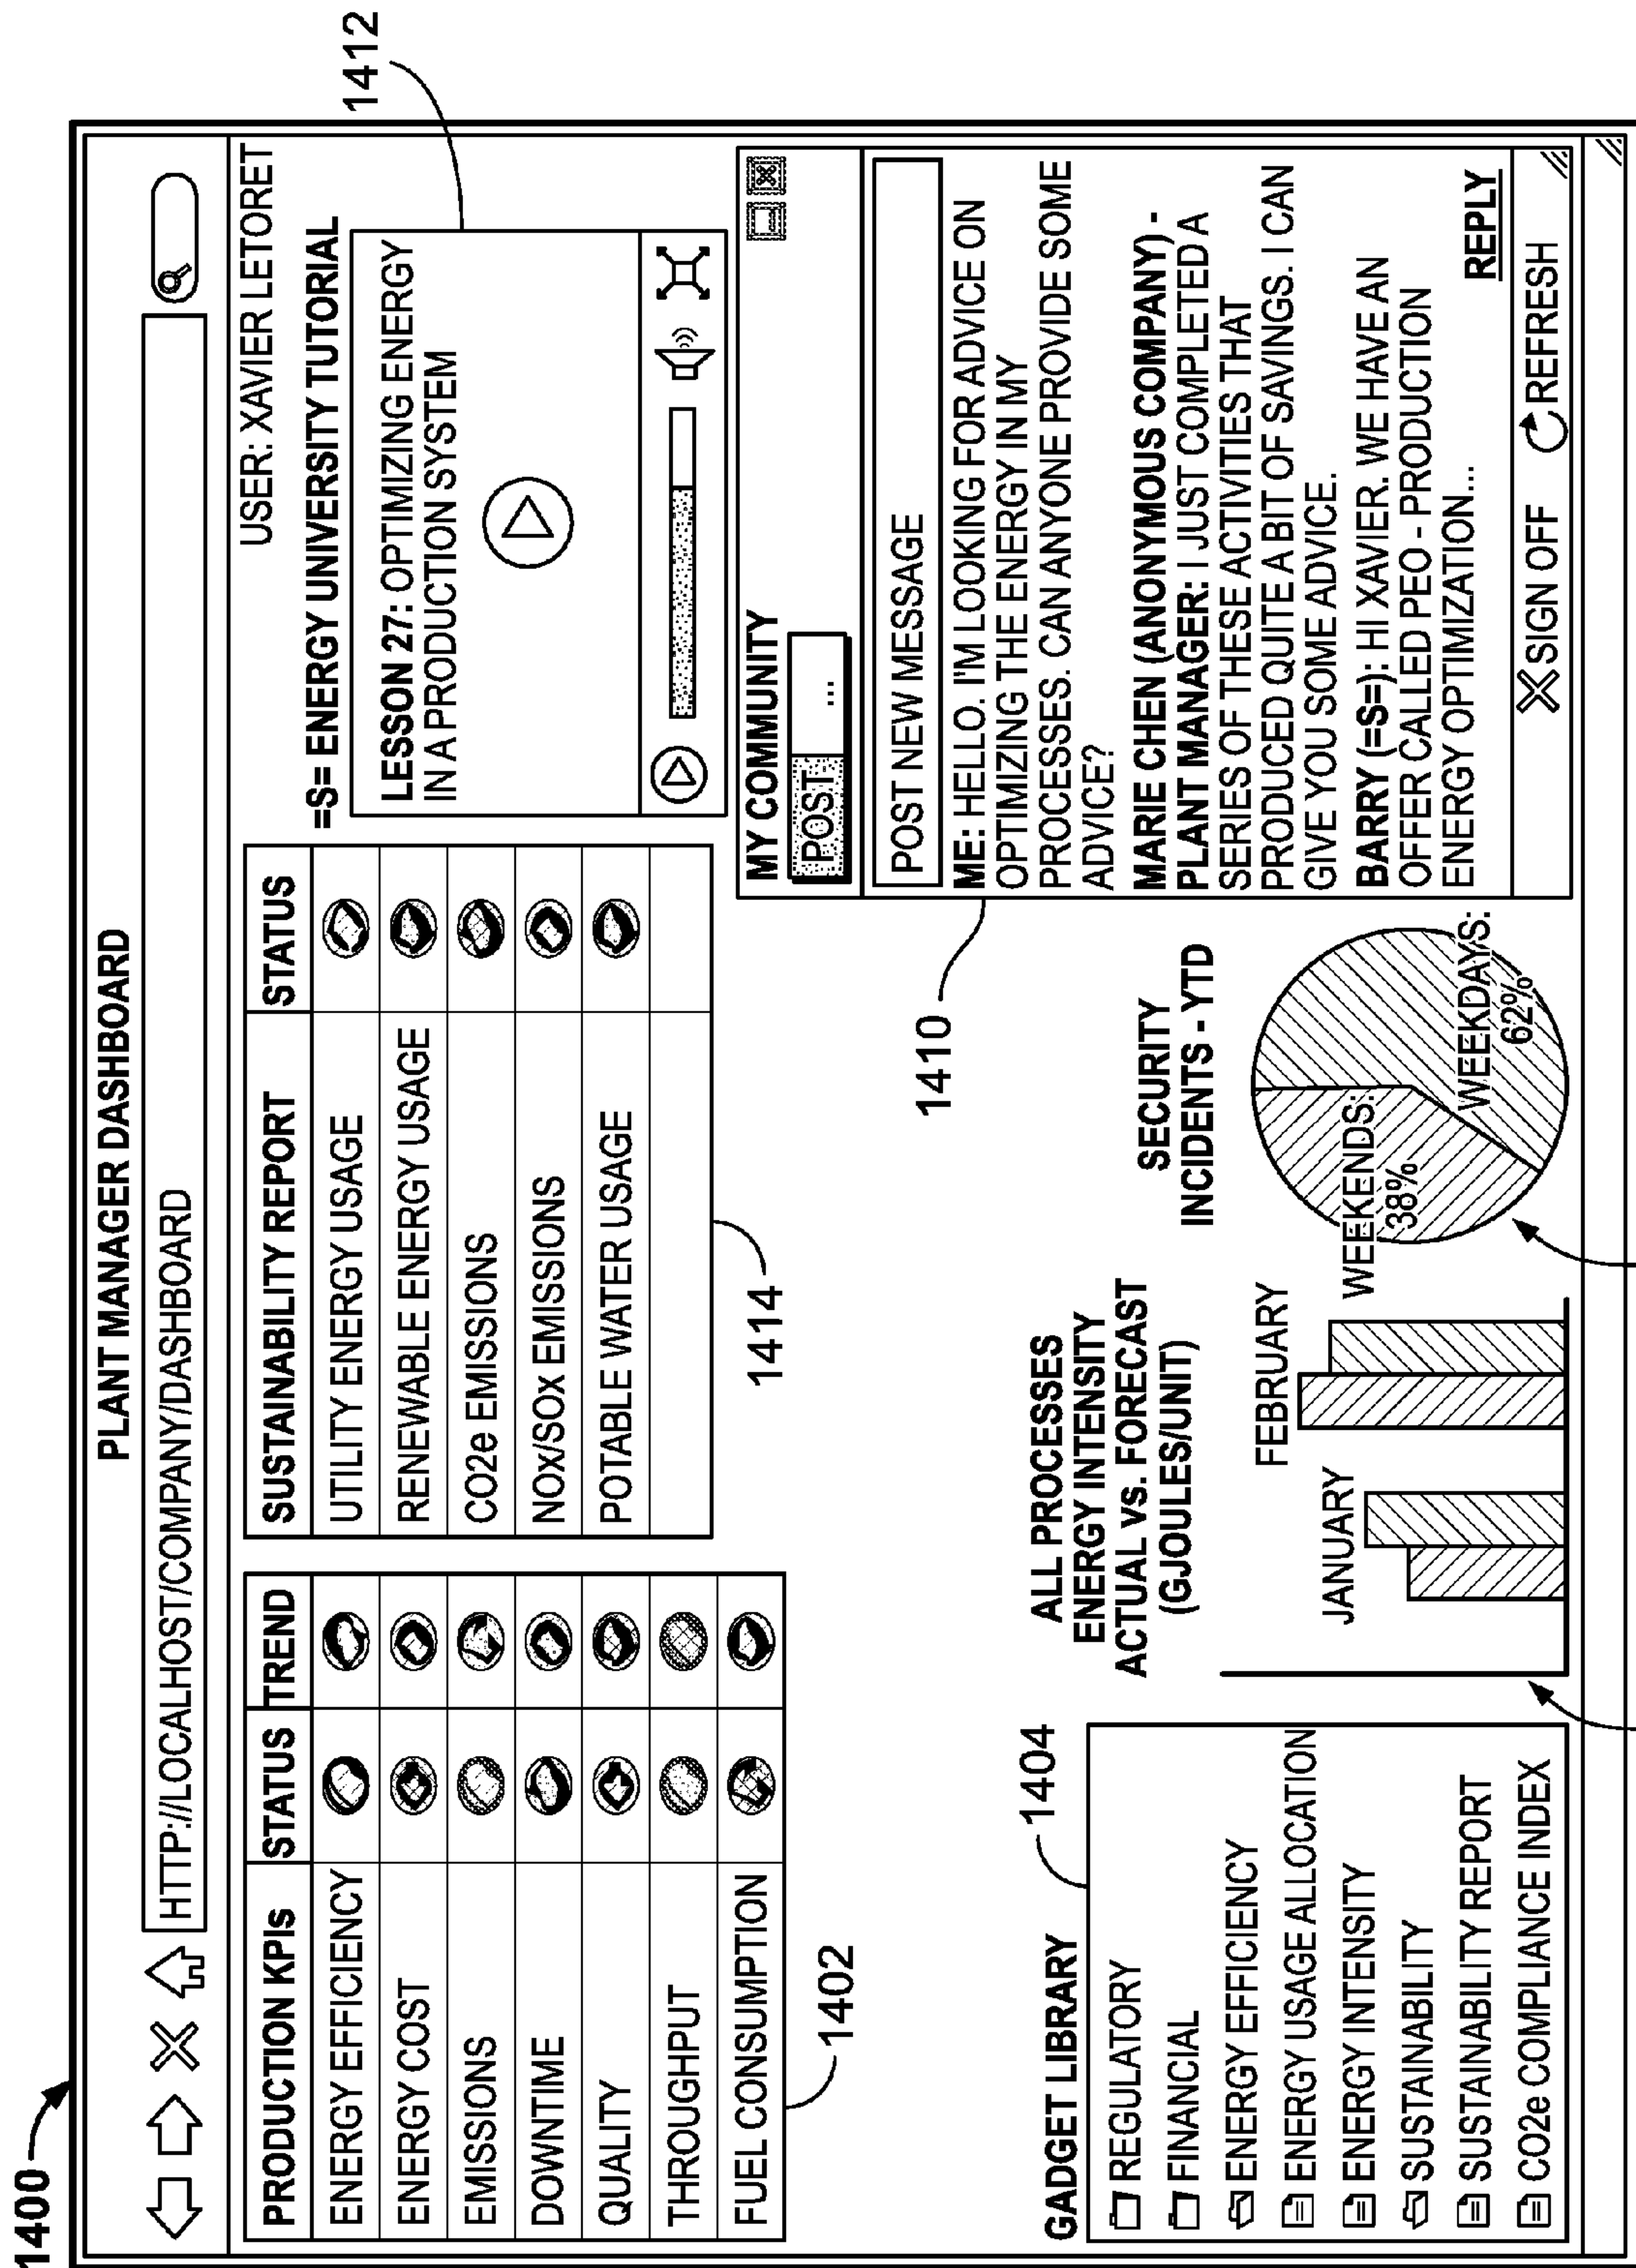 1400
PLANT MANAGER DASHBOARD
HTTP://LOCALHOST/COMPANY/DASHBOARD
USER: XAVIER LETORET
PRODUCTION KPIs STATUS TREND
ENERGY EFFICIENCY
ENERGY COST
EMISSIONS
DOWNTIME
QUALITY
THROUGHPUT
FUEL CONSUMPTION
1402
SUSTAINABILITY REPORT STATUS
UTILITY ENERGY USAGE
RENEWABLE ENERGY USAGE
CO2e EMISSIONS
NOx/SOx EMISSIONS
POTABLE WATER USAGE
1414
=S= ENERGY UNIVERSITY TUTORIAL
LESSON 27: OPTIMIZING ENERGY
IN A PRODUCTION SYSTEM
1412
GADGET LIBRARY
1404
REGULATORY
FINANCIAL
ENERGY EFFICIENCY
ENERGY USAGE ALLOCATION
ENERGY INTENSITY
SUSTAINABILITY
SUSTAINABILITY REPORT
CO2e COMPLIANCE INDEX
ALL PROCESSES
ENERGY INTENSITY
ACTUAL vs. FORECAST
(GJOULES/UNIT)
JANUARY
FEBRUARY
SECURITY
INCIDENTS - YTD
WEEKENDS:
38%
WEEKDAYS:
62%
1410
MY COMMUNITY
POST ...
POST NEW MESSAGE
ME: HELLO. I'M LOOKING FOR ADVICE ON
OPTIMIZING THE ENERGY IN MY
PROCESSES. CAN ANYONE PROVIDE SOME
ADVICE?
MARIE CHEN (ANONYMOUS COMPANY) -
PLANT MANAGER: I JUST COMPLETED A
SERIES OF THESE ACTIVITIES THAT
PRODUCED QUITE A BIT OF SAVINGS. I CAN
GIVE YOU SOME ADVICE.
BARRY (=S=): HI XAVIER. WE HAVE AN
OFFER CALLED PEO - PRODUCTION
ENERGY OPTIMIZATION...
REPLY
SIGN OFF REFRESH